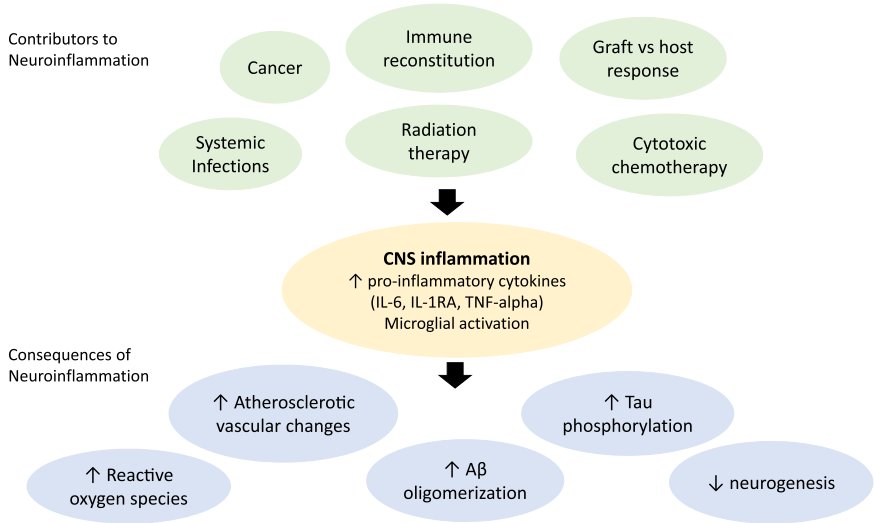 Contributors to
Neuroinflammation
Cancer
Immune
reconstitution
Graft vs host
response
Systemic
Infections
Radiation
therapy
Cytotoxic
chemotherapy
CNS inflammation
↑ pro-inflammatory cytokines
(IL-6, IL-1RA, TNF-alpha)
Microglial activation
Consequences of
Neuroinflammation
↑ Atherosclerotic
vascular changes
↑ Tau
phosphorylation
↑ Reactive
oxygen species
↑ Aβ
oligomerization
↓ neurogenesis